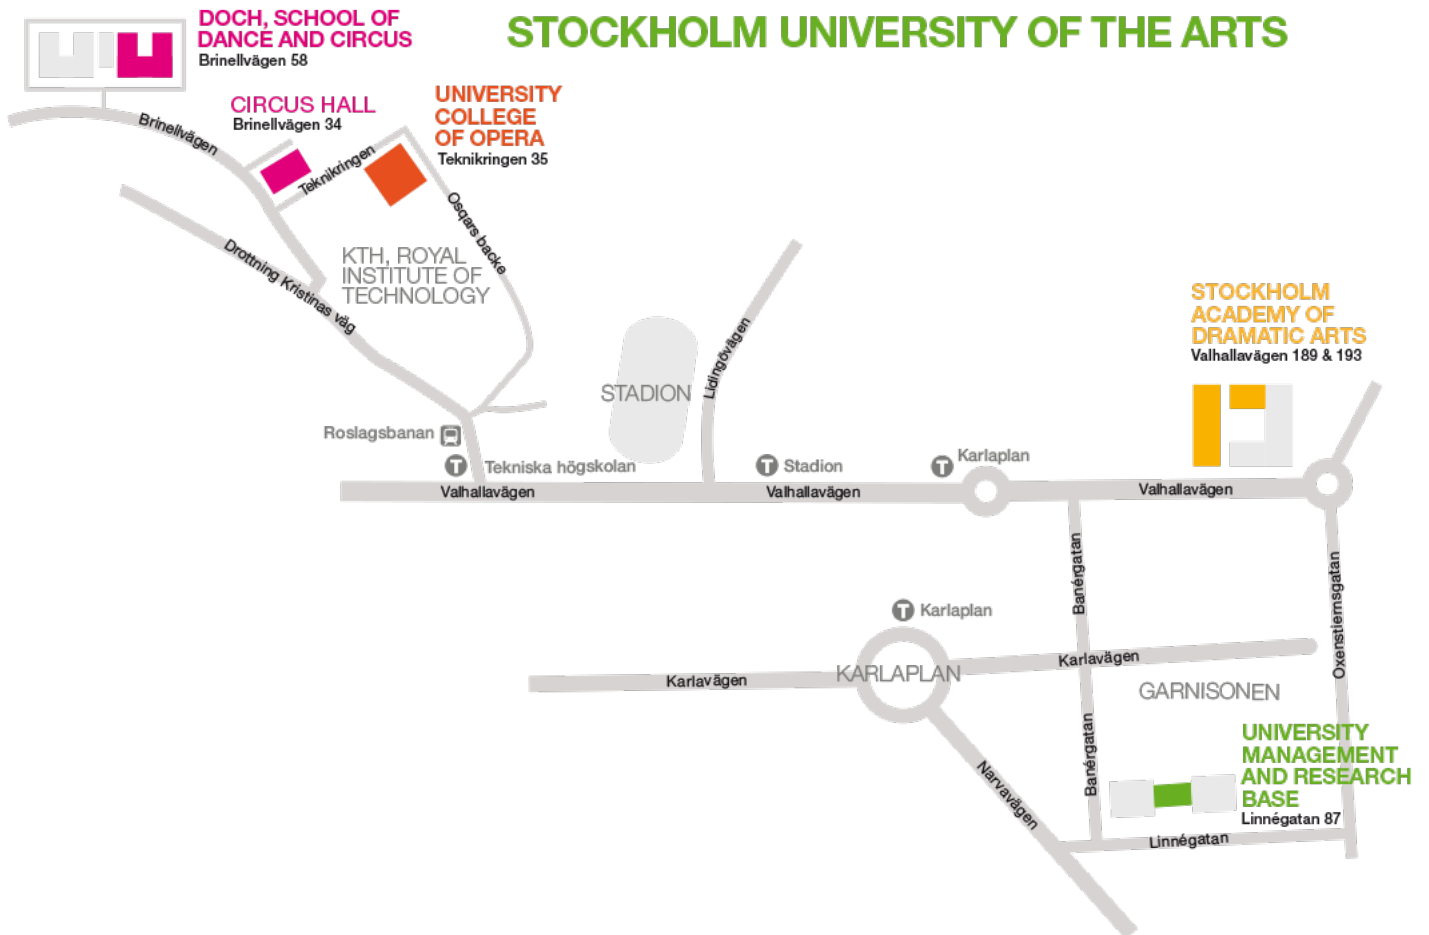 STOCKHOLM UNIVERSITY OF THE ARTS
DOCH, SCHOOL OF
DANCE AND CIRCUS
Brinellvägen 58
CIRCUS HALL
Brinellvägen 34
UNIVERSITY
COLLEGE
OF OPERA
Teknikringen 35
Brinellvägen
Teknikringen
Osqars backe
Drottning Kristinas väg
KTH, ROYAL
INSTITUTE OF
TECHNOLOGY
STADION
Lidingövägen
STOCKHOLM
ACADEMY OF
DRAMATIC ARTS
Valhallavägen 189 & 193
Roslagsbanan
T
Tekniska högskolan
T
Stadion
T
Karlaplan
Valhallavägen
Valhallavägen
Valhallavägen
Banérgatan
Oxenstiernsgatan
T
Karlaplan
KARLAPLAN
Karlavägen
Karlavägen
GARNISONEN
Banérgatan
Narvavägen
UNIVERSITY
MANAGEMENT
AND RESEARCH
BASE
Linnégatan 87
Linnégatan